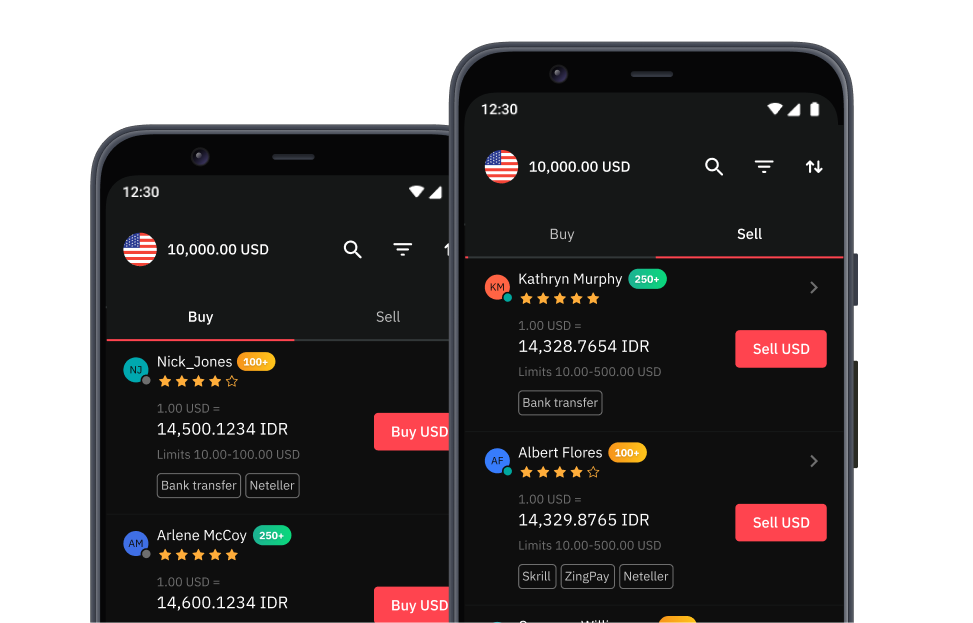 12:30
10,000.00 USD
Buy
Sell
NJ
Nick_Jones 100+
1.00 USD =
14,500.1234 IDR
Limits 10.00-100.00 USD
Buy USD
Bank transfer Neteller
AM
Arlene McCoy 250+
1.00 USD =
14,600.1234 IDR
Buy USD
12:30
10,000.00 USD
Buy
Sell
KM
Kathryn Murphy 250+
1.00 USD =
14,328.7654 IDR
Limits 10.00-500.00 USD
Sell USD
Bank transfer
AF
Albert Flores 100+
1.00 USD =
14,329.8765 IDR
Limits 10.00-500.00 USD
Sell USD
Skrill ZingPay Neteller